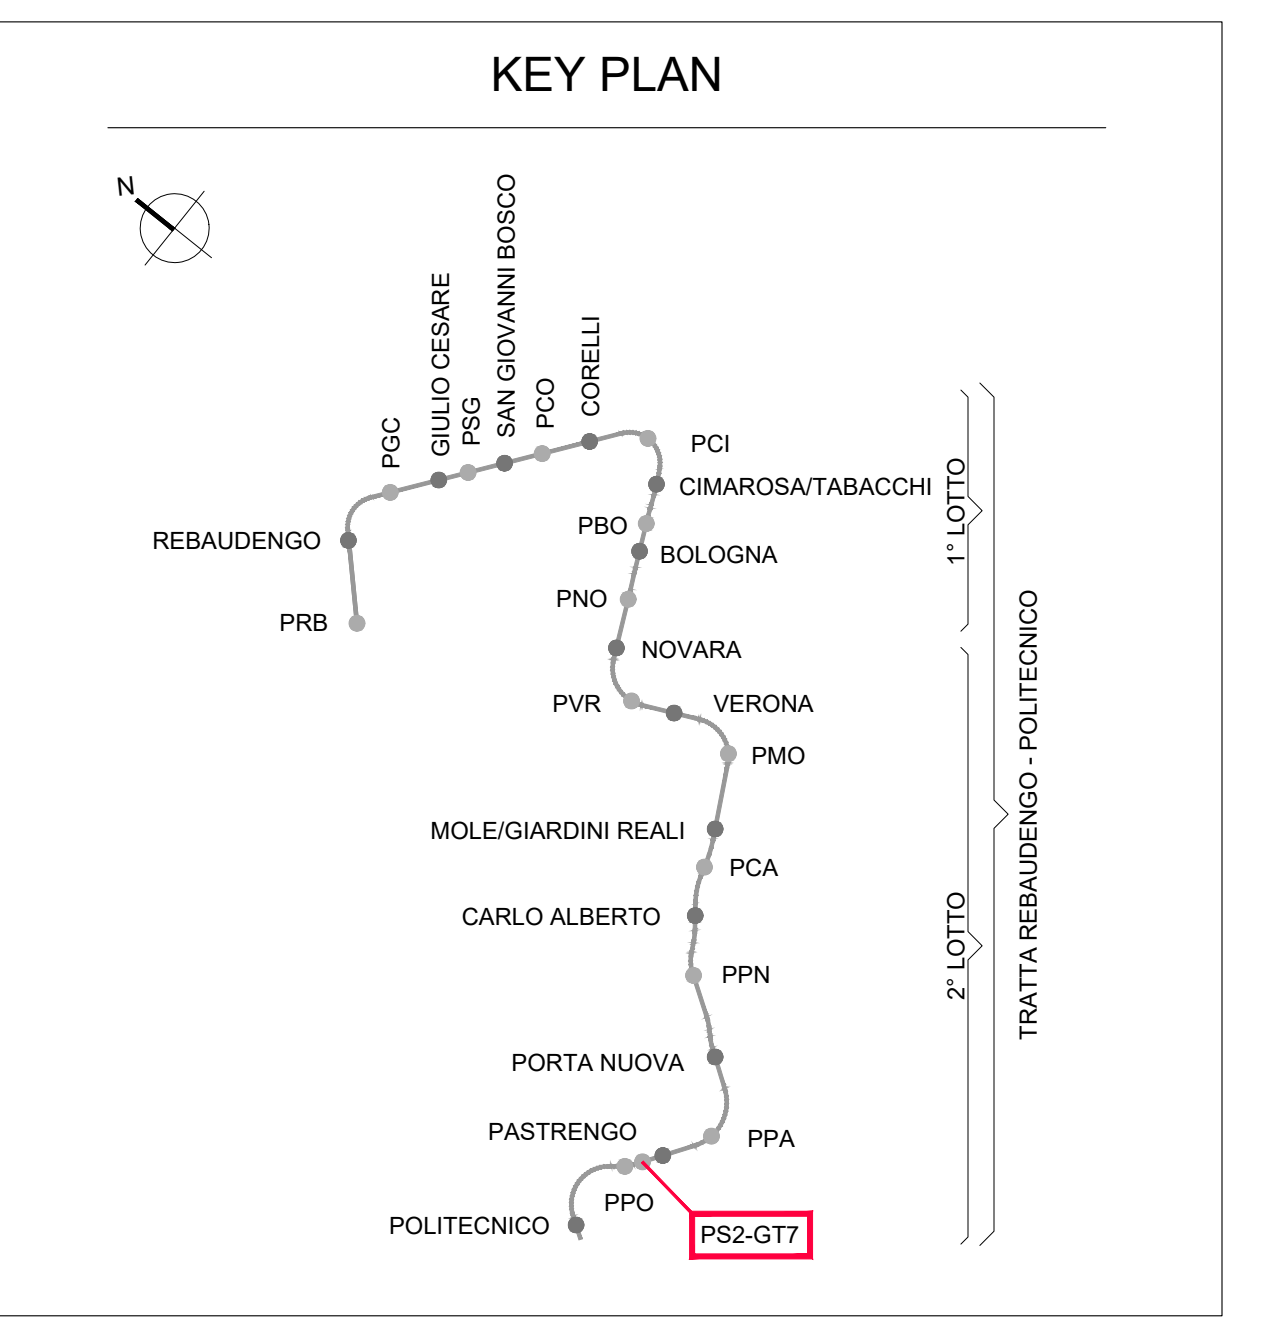 KEY PLAN
N
PGC
GIULIO CESARE
PSG
SAN GIOVANNI BOSCO
PCO
CORELLI
PCI
CIMAROSA/TABACCHI
PBO
REBAUDENGO
BOLOGNA
PNO
PRB
NOVARA
PVR
VERONA
PMO
MOLE/GIARDINI REALI
PCA
CARLO ALBERTO
PPN
PORTA NUOVA
PASTRENGO
PPA
PPO
POLITECNICO
PS2-GT7
1° LOTTO
2° LOTTO
TRATTA REBAUDENGO - POLITECNICO